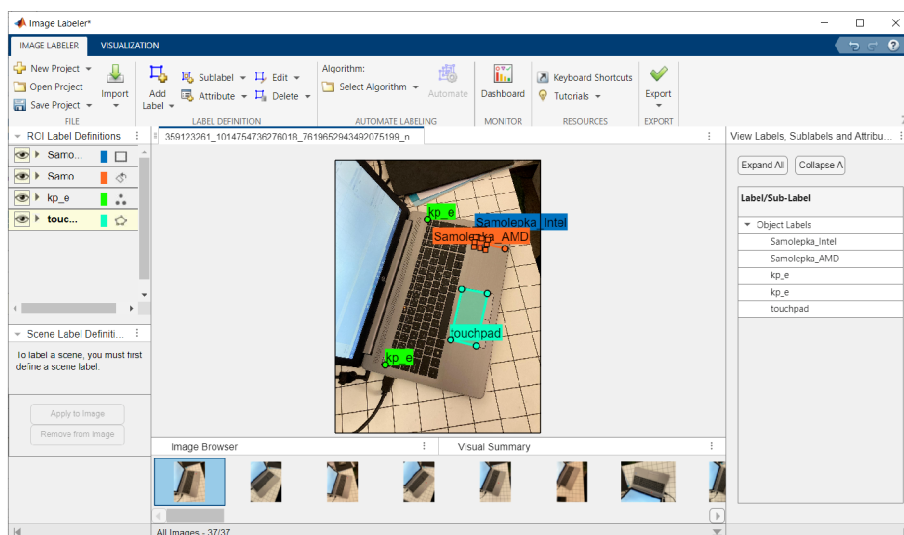 Image Labeler*
IMAGE LABELER VISUALIZATION
New Project
Open Project
Save Project
Import
FILE
Add
Label
Sublabel
Attribute
Edit
Delete
LABEL DEFINITION
Algorithm:
Select Algorithm
Automate
AUTOMATE LABELING
Dashboard
MONITOR
Keyboard Shortcuts
Tutorials
RESOURCES
Export
EXPORT
ROI Label Definitions
Samo...
Samo
kp_e
touc...
Scene Label Definiti...
To label a scene, you must first
define a scene label.
Apply to Image
Remove from Image
359123261_1014754736276018_7619652943492075199_n
kp_e
Samolepka_Intel
Samolepka_AMD
touchpad
kp_e
Image Browser
Visual Summary
All Images - 37/37
View Labels, Sublabels and Attribu...
Expand All
Collapse A
Label/Sub-Label
Object Labels
Samolepka_Intel
Samolepka_AMD
kp_e
kp_e
touchpad